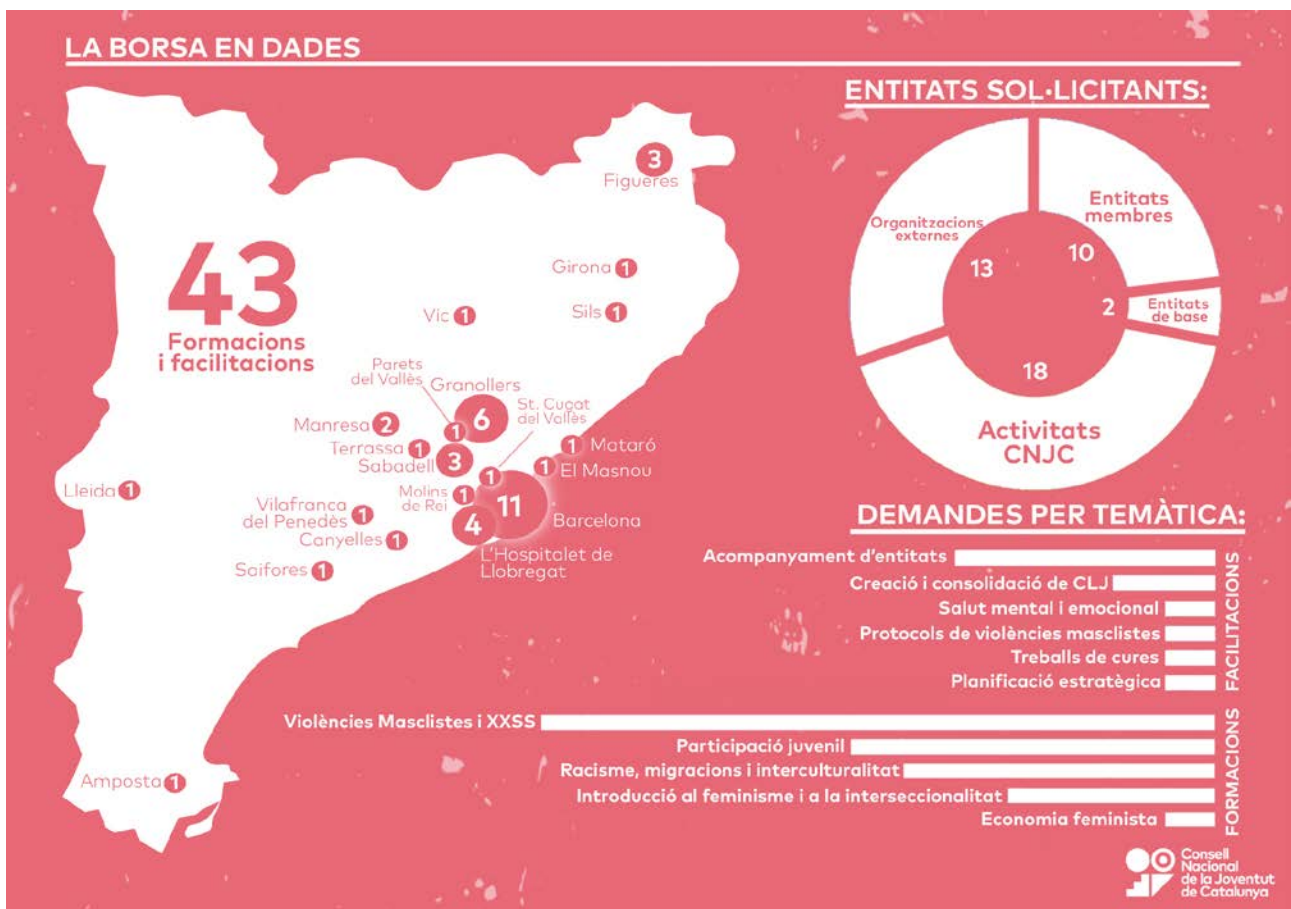 LA BORSA EN DADES
43
Formacions
i facilitacions
3
Figueres
Girona 1
Vic 1
Sils 1
Parets
del Vallès
1
Granollers
6
St. Cugat
del Vallès
1
Manresa 2
Terrassa 1
Sabadell 3
1 Mataró
1 El Masnou
Lleida 1
Molins
de Rei
1
11
Barcelona
Vilafranca
del Penedès 1
4
L'Hospitalet de
Llobregat
Canyelles 1
Saifores 1
Amposta 1
ENTITATS SOL·LICITANTS:
Organitzacions
externes
13
Entitats
membres
10
Entitats
de base
2
18
Activitats
CNJC
DEMANDES PER TEMÀTICA:
Acompanyament d'entitats
Creació i consolidació de CLJ
Salut mental i emocional
Protocols de violències masclistes
Treballs de cures
Planificació estratègica
FACILITACIONS
Violències Masclistes i XXSS
Participació juvenil
Racisme, migracions i interculturalitat
Introducció al feminisme i a la interseccionalitat
Economia feminista
FORMACIONS
Consell
Nacional
de la Joventut
de Catalunya